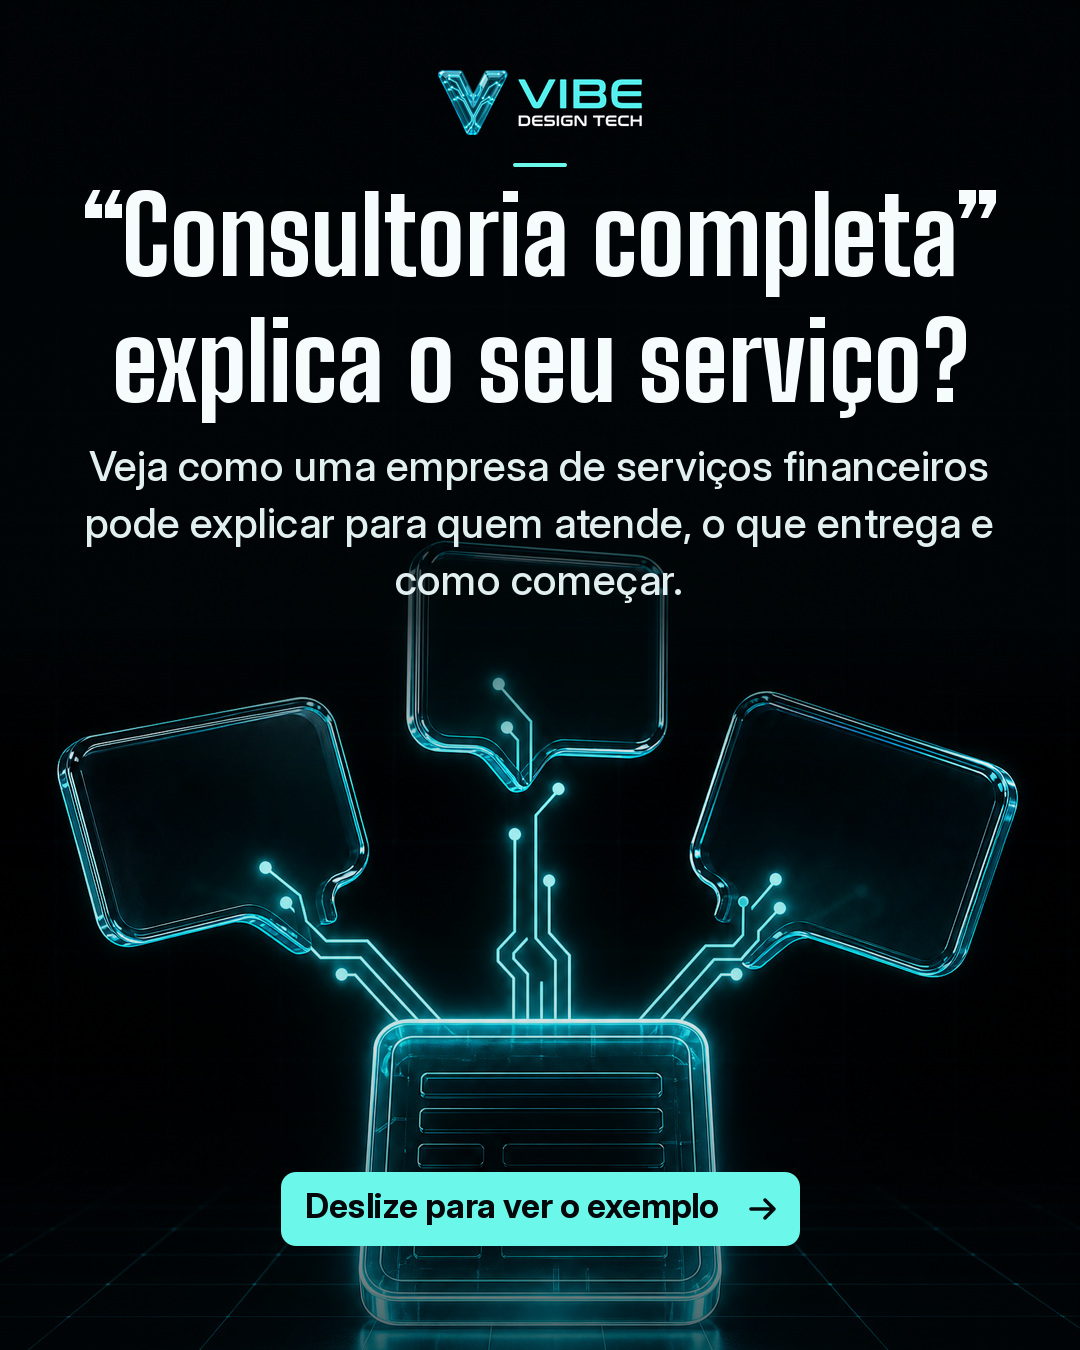 VIBE
DESIGN TECH
“Consultoria completa”
explica o seu serviço?
Veja como uma empresa de serviços financeiros
pode explicar para quem atende, o que entrega e
como começar.
Deslize para ver o exemplo →